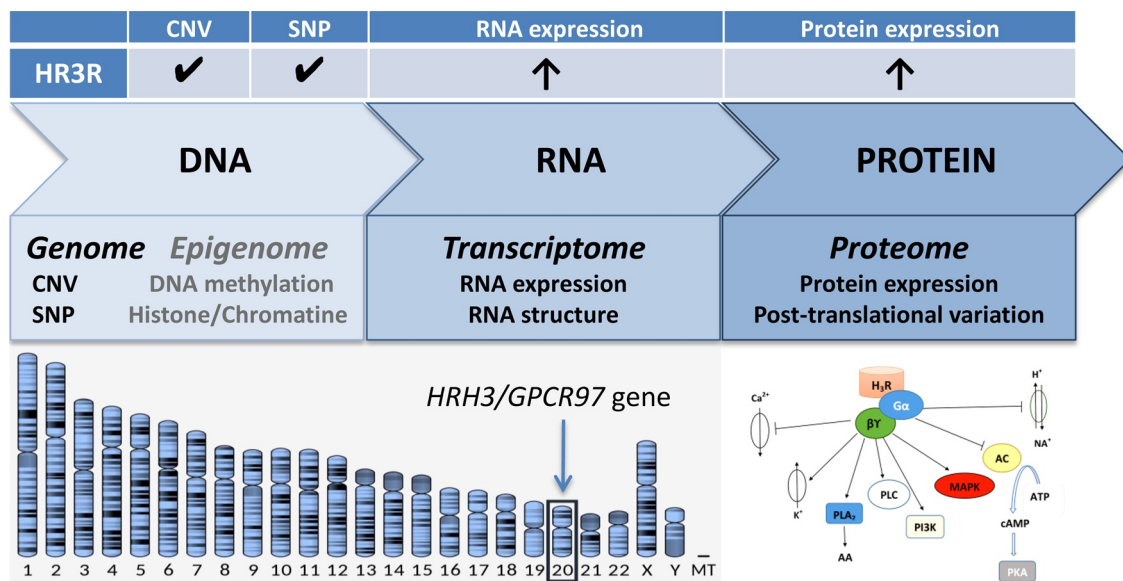 CNV SNP RNA expression Protein expression
HR3R ✔ ✔ ↑ ↑
DNA RNA PROTEIN
Genome Epigenome Transcriptome Proteome
CNV DNA methylation RNA expression Protein expression
SNP Histone/Chromatine RNA structure Post-translational variation
HRH3/GPCR97 gene
1 2 3 4 5 6 7 8 9 10 11 12 13 14 15 16 17 18 19 20 21 22 X Y MT
H₃R
H⁺
Ca²⁺
Gα
βγ
NA⁺
AC
MAPK
PLC
ATP
K⁺
PLA₂
PI3K
cAMP
AA
PKA